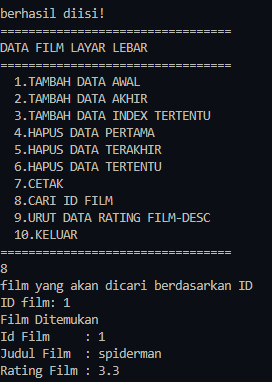 berhasil diisi!
=================================
DATA FILM LAYAR LEBAR
=================================
  1.TAMBAH DATA AWAL
  2.TAMBAH DATA AKHIR
  3.TAMBAH DATA INDEX TERTENTU
  4.HAPUS DATA PERTAMA
  5.HAPUS DATA TERAKHIR
  6.HAPUS DATA TERTENTU
  7.CETAK
  8.CARI ID FILM
  9.URUT DATA RATING FILM-DESC
  10.KELUAR
=================================
8
film yang akan dicari berdasarkan ID
ID film: 1
Film Ditemukan
Id Film     : 1
Judul Film  : spiderman
Rating Film : 3.3